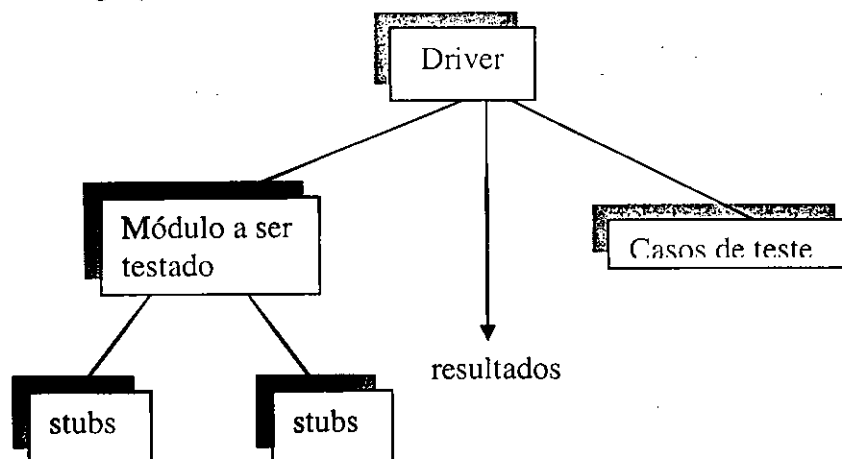 Driver
Módulo a ser
testado
Casos de teste
resultados
stubs
stubs